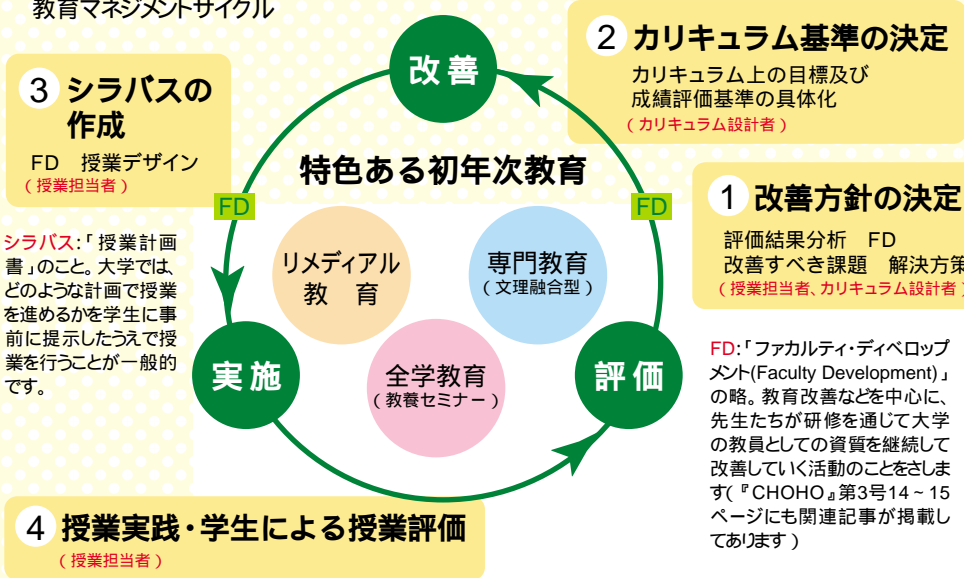 教育マネジメントサイクル
改善
2 カリキュラム基準の決定
カリキュラム上の目標及び
成績評価基準の具体化
(カリキュラム設計者)
3 シラバスの
作成
FD 授業デザイン
(授業担当者)
特色ある初年次教育
FD
FD
1 改善方針の決定
評価結果分析 FD
改善すべき課題 解決方策
(授業担当者、カリキュラム設計者)
シラバス:「授業計画
書」のこと。大学では、
どのような計画で授業
を進めるかを学生に事
前に提示したうえで授
業を行うことが一般的
です。
リメディアル
教 育
専門教育
(文理融合型)
全学教育
(教養セミナー)
実施
評価
FD:「ファカルティ・ディベロップ
メント(Faculty Development)」
の略。教育改善などを中心に、
先生たちが研修を通じて大学
の教員としての資質を継続して
改善していく活動のことをさしま
す(『CHOHO』第3号14~15
ページにも関連記事が掲載し
てあります)
4 授業実践・学生による授業評価
(授業担当者)